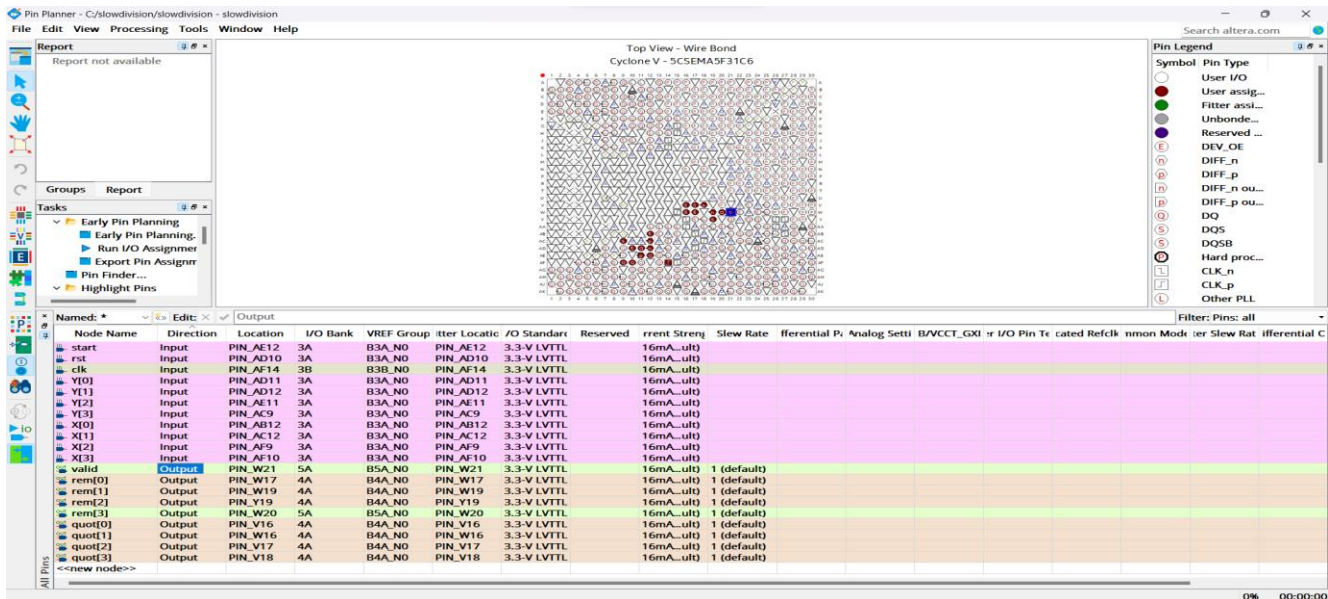 Pin Planner - C:/slowdivision/slowdivision - slowdivision
File Edit View Processing Tools Window Help
Search altera.com
Report
Report not available
Groups Report
Tasks
Early Pin Planning
Early Pin Planning.
Run I/O Assignmer
Export Pin Assignm
Pin Finder...
Highlight Pins
Top View - Wire Bond
Cyclone V - 5CSEMA5F31C6
Pin Legend
Symbol Pin Type
User I/O
User assig...
Fitter assi...
Unbonde...
Reserved ...
E DEV_OE
n DIFF_n
p DIFF_p
n DIFF_n ou...
p DIFF_p ou...
Q DQ
S DQS
S DQSB
P Hard proc...
CLK_n
CLK_p
L Other PLL
Named: * Edit: Output Filter: Pins: all
Node Name Direction Location I/O Bank VREF Group itter Locatio /O Standard Reserved rrent Streng Slew Rate fferential Pa Analog Setti B/VCCT_GXI er I/O Pin Te cated Refclk nmon Mode ter Slew Rat ifferential C
start Input PIN_AE12 3A B3A_N0 PIN_AE12 3.3-V LVTTL 16mA...ult)
rst Input PIN_AD10 3A B3A_N0 PIN_AD10 3.3-V LVTTL 16mA...ult)
clk Input PIN_AF14 3B B3B_N0 PIN_AF14 3.3-V LVTTL 16mA...ult)
Y[0] Input PIN_AD11 3A B3A_N0 PIN_AD11 3.3-V LVTTL 16mA...ult)
Y[1] Input PIN_AD12 3A B3A_N0 PIN_AD12 3.3-V LVTTL 16mA...ult)
Y[2] Input PIN_AE11 3A B3A_N0 PIN_AE11 3.3-V LVTTL 16mA...ult)
Y[3] Input PIN_AC9 3A B3A_N0 PIN_AC9 3.3-V LVTTL 16mA...ult)
X[0] Input PIN_AB12 3A B3A_N0 PIN_AB12 3.3-V LVTTL 16mA...ult)
X[1] Input PIN_AC12 3A B3A_N0 PIN_AC12 3.3-V LVTTL 16mA...ult)
X[2] Input PIN_AF9 3A B3A_N0 PIN_AF9 3.3-V LVTTL 16mA...ult)
X[3] Input PIN_AF10 3A B3A_N0 PIN_AF10 3.3-V LVTTL 16mA...ult)
valid Output PIN_W21 5A B5A_N0 PIN_W21 3.3-V LVTTL 16mA...ult) 1 (default)
rem[0] Output PIN_W17 4A B4A_N0 PIN_W17 3.3-V LVTTL 16mA...ult) 1 (default)
rem[1] Output PIN_W19 4A B4A_N0 PIN_W19 3.3-V LVTTL 16mA...ult) 1 (default)
rem[2] Output PIN_Y19 4A B4A_N0 PIN_Y19 3.3-V LVTTL 16mA...ult) 1 (default)
rem[3] Output PIN_W20 5A B5A_N0 PIN_W20 3.3-V LVTTL 16mA...ult) 1 (default)
quot[0] Output PIN_V16 4A B4A_N0 PIN_V16 3.3-V LVTTL 16mA...ult) 1 (default)
quot[1] Output PIN_W16 4A B4A_N0 PIN_W16 3.3-V LVTTL 16mA...ult) 1 (default)
quot[2] Output PIN_V17 4A B4A_N0 PIN_V17 3.3-V LVTTL 16mA...ult) 1 (default)
quot[3] Output PIN_V18 4A B4A_N0 PIN_V18 3.3-V LVTTL 16mA...ult) 1 (default)
<<new node>>
All Pins
0% 00:00:00